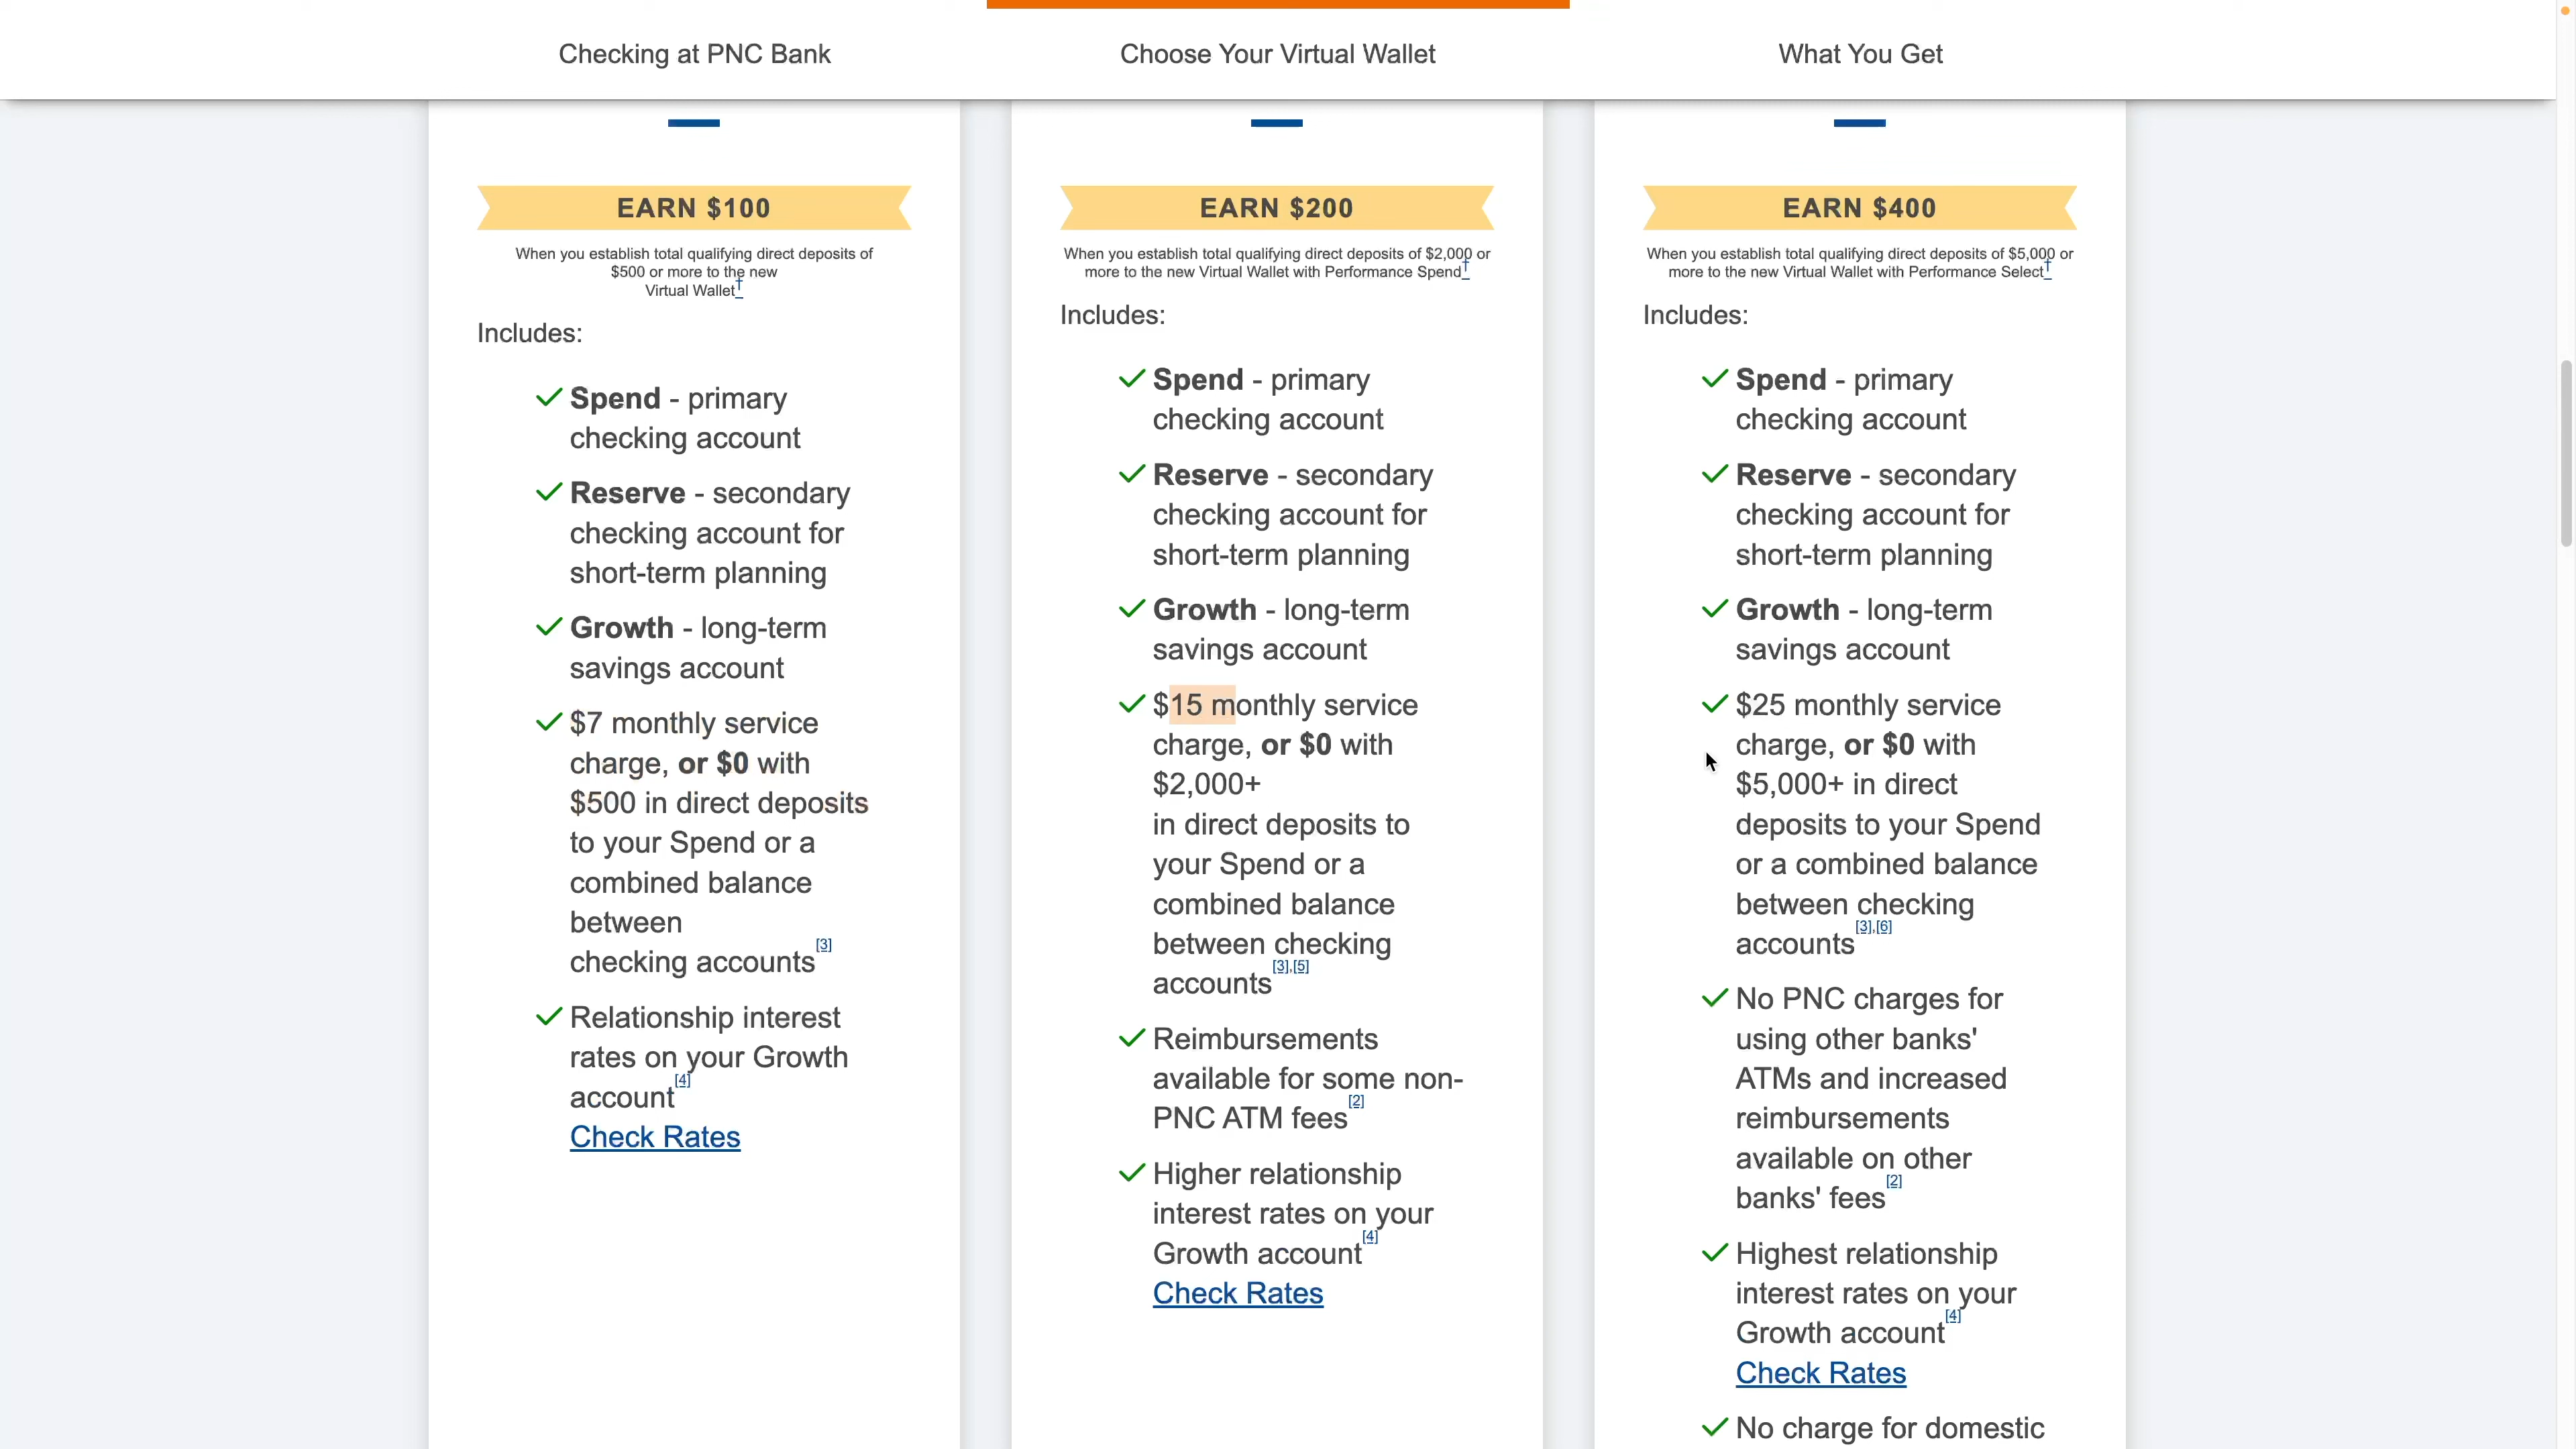 Checking at PNC Bank
Choose Your Virtual Wallet
What You Get
EARN $100
When you establish total qualifying direct deposits of
$500 or more to the new
Virtual Wallet†
Includes:
Spend - primary
checking account
Reserve - secondary
checking account for
short-term planning
Growth - long-term
savings account
$7 monthly service
charge, or $0 with
$500 in direct deposits
to your Spend or a
combined balance
between
checking accounts[3]
Relationship interest
rates on your Growth
account[4]
Check Rates
EARN $200
When you establish total qualifying direct deposits of $2,000 or
more to the new Virtual Wallet with Performance Spend†
Includes:
Spend - primary
checking account
Reserve - secondary
checking account for
short-term planning
Growth - long-term
savings account
$15 monthly service
charge, or $0 with
$2,000+
in direct deposits to
your Spend or a
combined balance
between checking
accounts[3],[5]
Reimbursements
available for some non-
PNC ATM fees[2]
Higher relationship
interest rates on your
Growth account[4]
Check Rates
EARN $400
When you establish total qualifying direct deposits of $5,000 or
more to the new Virtual Wallet with Performance Select†
Includes:
Spend - primary
checking account
Reserve - secondary
checking account for
short-term planning
Growth - long-term
savings account
$25 monthly service
charge, or $0 with
$5,000+ in direct
deposits to your Spend
or a combined balance
between checking
accounts[3],[6]
No PNC charges for
using other banks'
ATMs and increased
reimbursements
available on other
banks' fees[2]
Highest relationship
interest rates on your
Growth account[4]
Check Rates
No charge for domestic